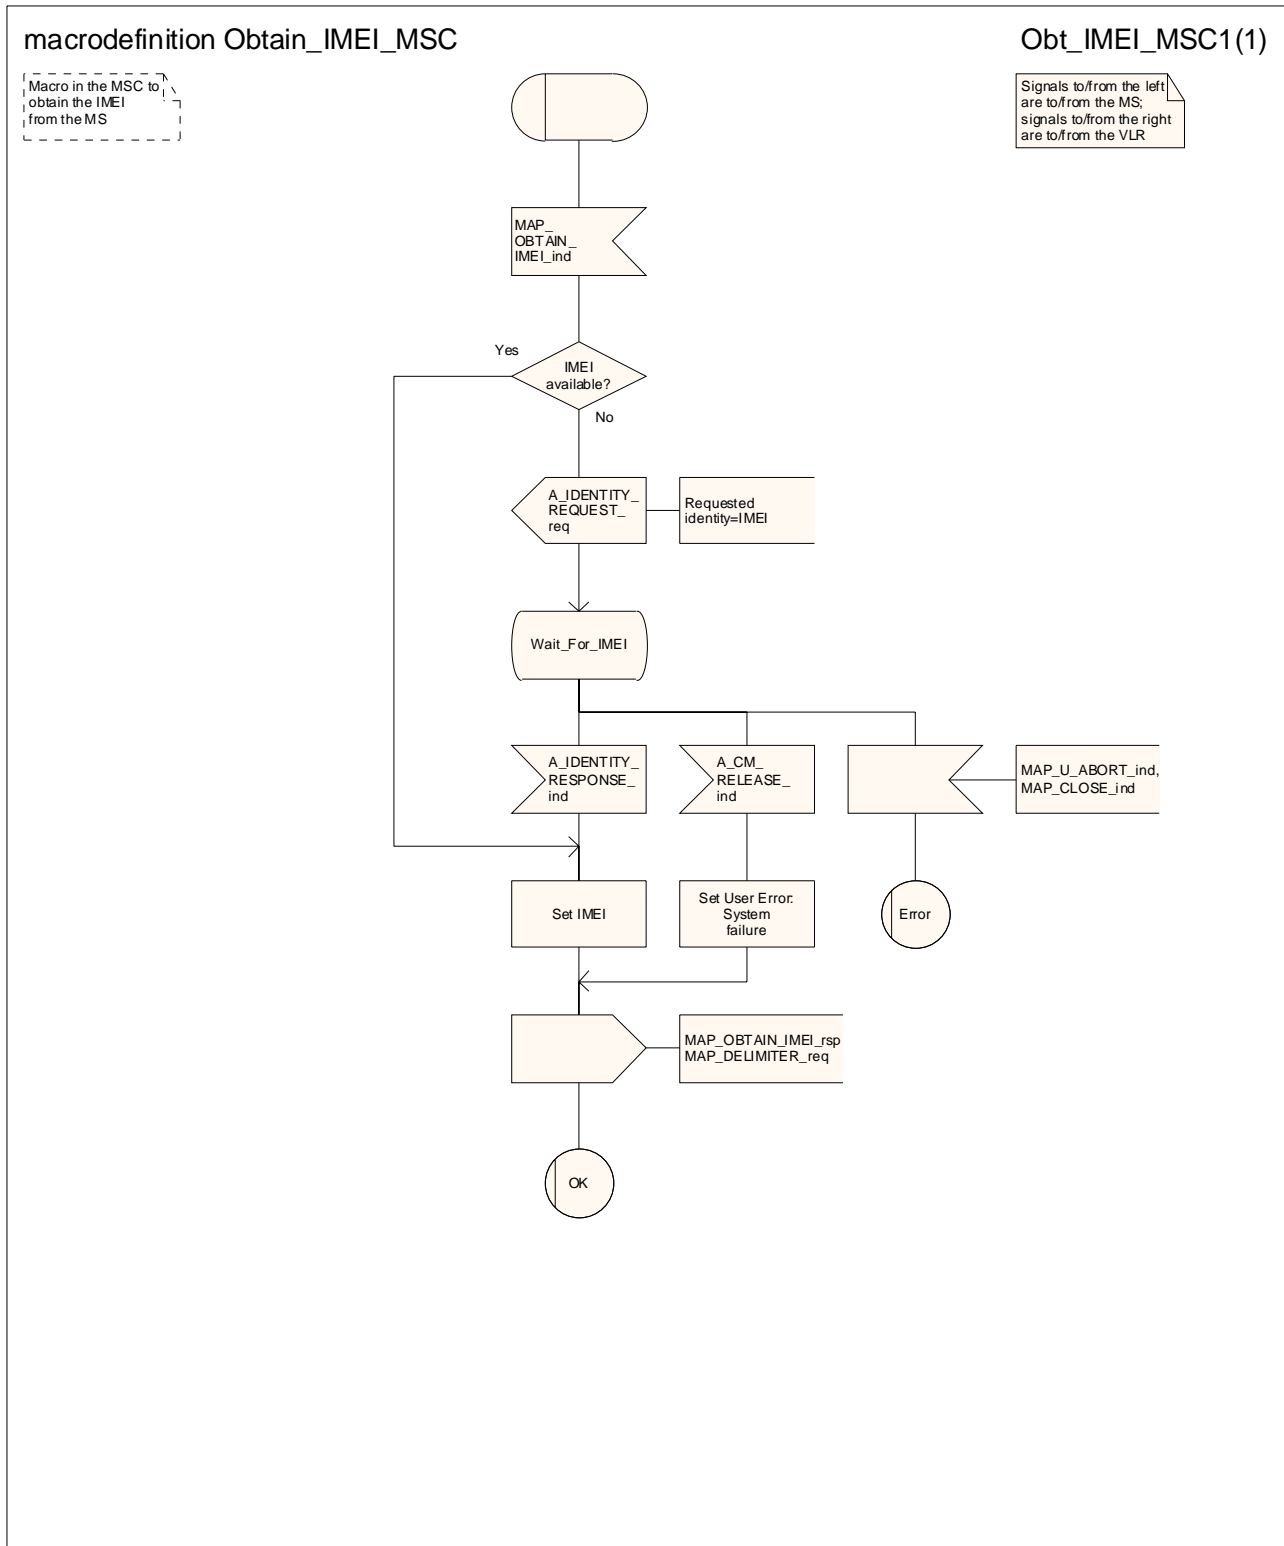 macrodefinition Obtain_IMEI_MSC
Obt_IMEI_MSC1(1)
Macro in the MSC to
obtain the IMEI
from the MS
Signals to/from the left
are to/from the MS;
signals to/from the right
are to/from the VLR
MAP_
OBTAIN_
IMEI_ind
Yes
IMEI
available?
No
A_IDENTITY_
REQUEST_
req
Requested
identity=IMEI
Wait_For_IMEI
A_IDENTITY_
RESPONSE_
ind
A_CM_
RELEASE_
ind
MAP_U_ABORT_ind,
MAP_CLOSE_ind
Set IMEI
Set User Error:
System
failure
Error
MAP_OBTAIN_IMEI_rsp
MAP_DELIMITER_req
OK